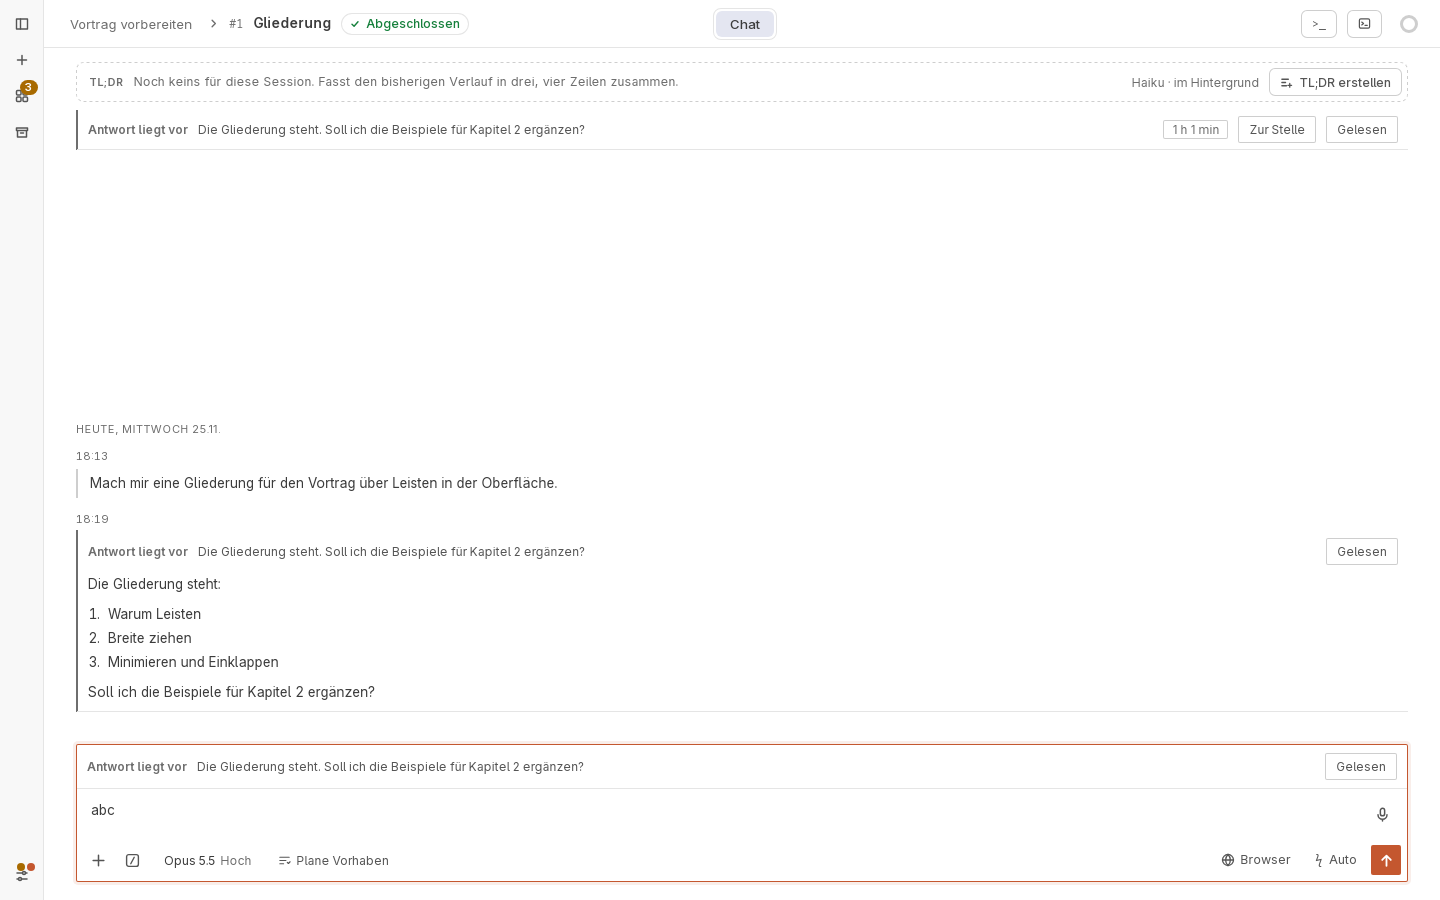 Vortrag vorbereiten > #1 Gliederung ✓ Abgeschlossen
Chat
>_
3
TL;DR Noch keins für diese Session. Fasst den bisherigen Verlauf in drei, vier Zeilen zusammen.
Haiku · im Hintergrund TL;DR erstellen
Antwort liegt vor Die Gliederung steht. Soll ich die Beispiele für Kapitel 2 ergänzen?
1 h 1 min Zur Stelle Gelesen
HEUTE, MITTWOCH 25.11.
18:13
Mach mir eine Gliederung für den Vortrag über Leisten in der Oberfläche.
18:19
Antwort liegt vor Die Gliederung steht. Soll ich die Beispiele für Kapitel 2 ergänzen? Gelesen
Die Gliederung steht:
1. Warum Leisten
2. Breite ziehen
3. Minimieren und Einklappen
Soll ich die Beispiele für Kapitel 2 ergänzen?
Antwort liegt vor Die Gliederung steht. Soll ich die Beispiele für Kapitel 2 ergänzen? Gelesen
abc
Opus 5.5 Hoch Plane Vorhaben Browser Auto